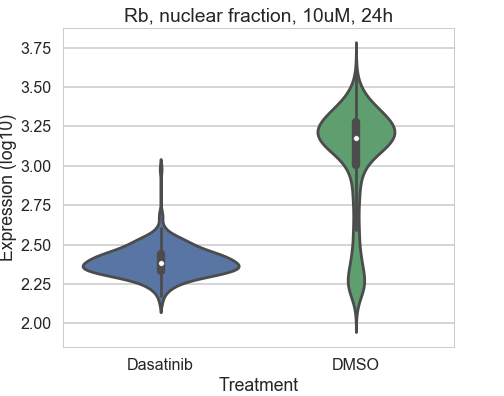 Rb, nuclear fraction, 10uM, 24h
Expression (log10)
3.75
3.50
3.25
3.00
2.75
2.50
2.25
2.00
Dasatinib DMSO
Treatment